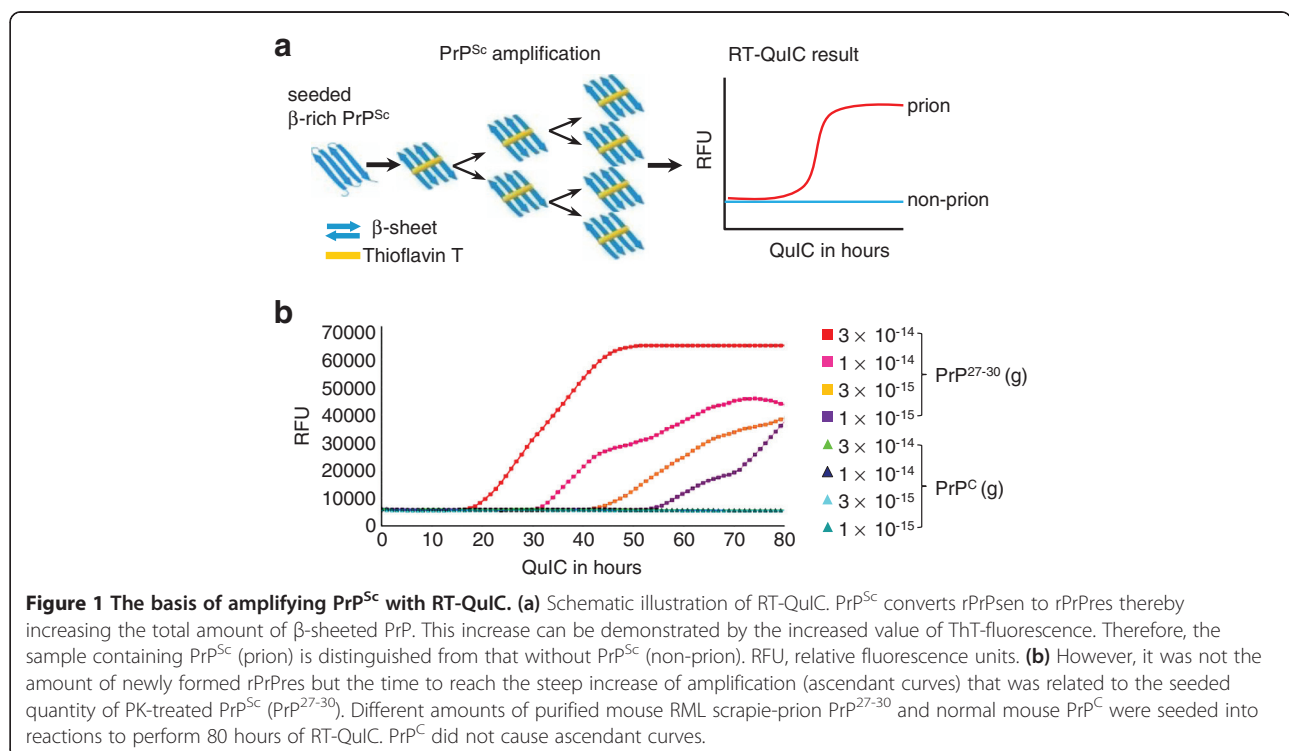 a
PrP^Sc amplification
RT-QuIC result
seeded
β-rich PrP^Sc
β-sheet
Thioflavin T
RFU
prion
non-prion
QuIC in hours
b
70000
60000
50000
40000
30000
20000
10000
0
RFU
0 10 20 30 40 50 60 70 80
QuIC in hours
3 × 10^-14
1 × 10^-14
3 × 10^-15
1 × 10^-15
PrP^27-30 (g)
3 × 10^-14
1 × 10^-14
3 × 10^-15
1 × 10^-15
PrP^C (g)
Figure 1 The basis of amplifying PrP^Sc with RT-QuIC. (a) Schematic illustration of RT-QuIC. PrP^Sc converts rPrPsen to rPrPres thereby
increasing the total amount of β-sheeted PrP. This increase can be demonstrated by the increased value of ThT-fluorescence. Therefore, the
sample containing PrP^Sc (prion) is distinguished from that without PrP^Sc (non-prion). RFU, relative fluorescence units. (b) However, it was not the
amount of newly formed rPrPres but the time to reach the steep increase of amplification (ascendant curves) that was related to the seeded
quantity of PK-treated PrP^Sc (PrP^27-30). Different amounts of purified mouse RML scrapie-prion PrP^27-30 and normal mouse PrP^C were seeded into
reactions to perform 80 hours of RT-QuIC. PrP^C did not cause ascendant curves.